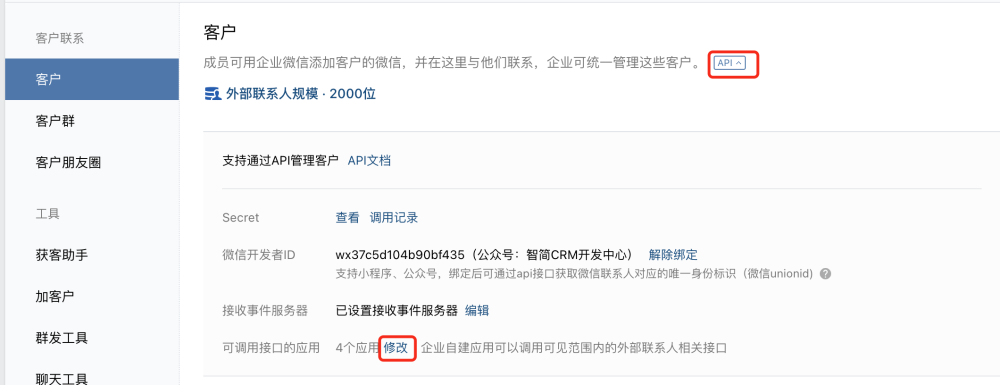 客户联系
客户
客户群
客户朋友圈
工具
获客助手
加客户
群发工具
聊天工具
客户
成员可用企业微信添加客户的微信，并在这里与他们联系，企业可统一管理这些客户。 API
外部联系人规模 · 2000位
支持通过API管理客户 API文档
Secret 查看 调用记录
微信开发者ID wx37c5d104b90bf435（公众号：智简CRM开发中心） 解除绑定
支持小程序、公众号，绑定后可通过api接口获取微信联系人对应的唯一身份标识（微信unionid） ?
接收事件服务器 已设置接收事件服务器 编辑
可调用接口的应用 4个应用 修改 企业自建应用可以调用可见范围内的外部联系人相关接口